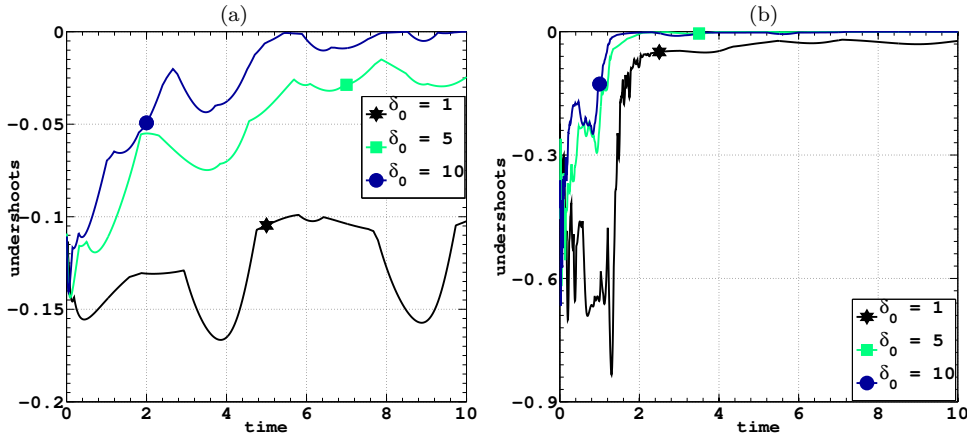 (a)
undershoots
0
−0.05
−0.1
−0.15
−0.2
0 2 4 6 8 10
time
δ0 = 1
δ0 = 5
δ0 = 10
(b)
undershoots
0
−0.3
−0.6
−0.9
0 2 4 6 8 10
time
δ0 = 1
δ0 = 5
δ0 = 10